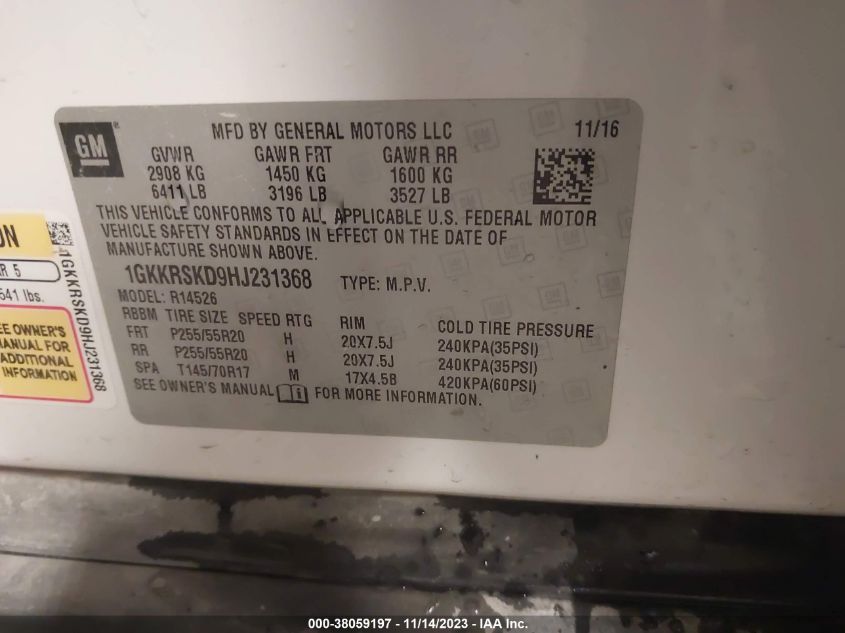 GM ®
MFD BY GENERAL MOTORS LLC 11/16
GVWR GAWR FRT GAWR RR
2908 KG 1450 KG 1600 KG
6411 LB 3196 LB 3527 LB
THIS VEHICLE CONFORMS TO ALL APPLICABLE U.S. FEDERAL MOTOR
VEHICLE SAFETY STANDARDS IN EFFECT ON THE DATE OF
MANUFACTURE SHOWN ABOVE.
1GKKRSKD9HJ231368 TYPE: M.P.V.
MODEL: R14526
RBBM TIRE SIZE SPEED RTG RIM COLD TIRE PRESSURE
FRT P255/55R20 H 20X7.5J 240KPA(35PSI)
RR P255/55R20 H 20X7.5J 240KPA(35PSI)
SPA T145/70R17 M 17X4.5B 420KPA(60PSI)
SEE OWNER'S MANUAL FOR MORE INFORMATION.
ON
R 5
541 lbs.
EE OWNER'S
MANUAL FOR
ADDITIONAL
INFORMATION
1GKKRSKD9HJ231368
000-38059197 - 11/14/2023 - IAA Inc.